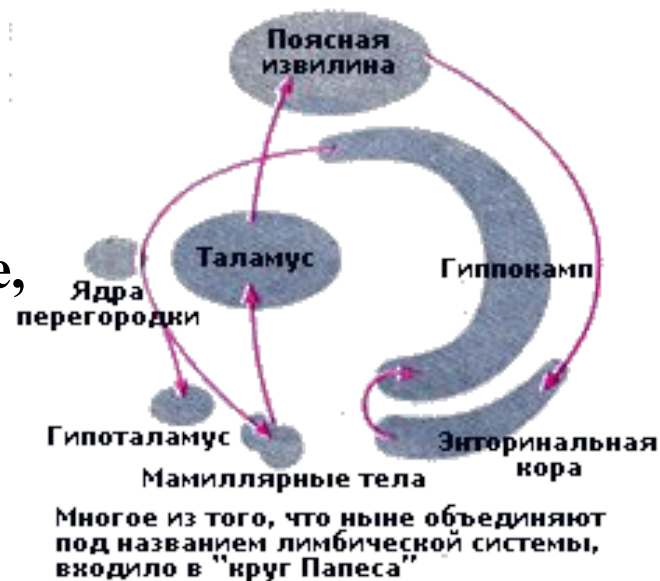 Поясная
извилина
Таламус
Гиппокамп
е,
Ядра
перегородки
Гипоталамус
Энторинальная
кора
Мамиллярные тела
Многое из того, что ныне объединяют
под названием лимбической системы,
входило в "круг Папеса"